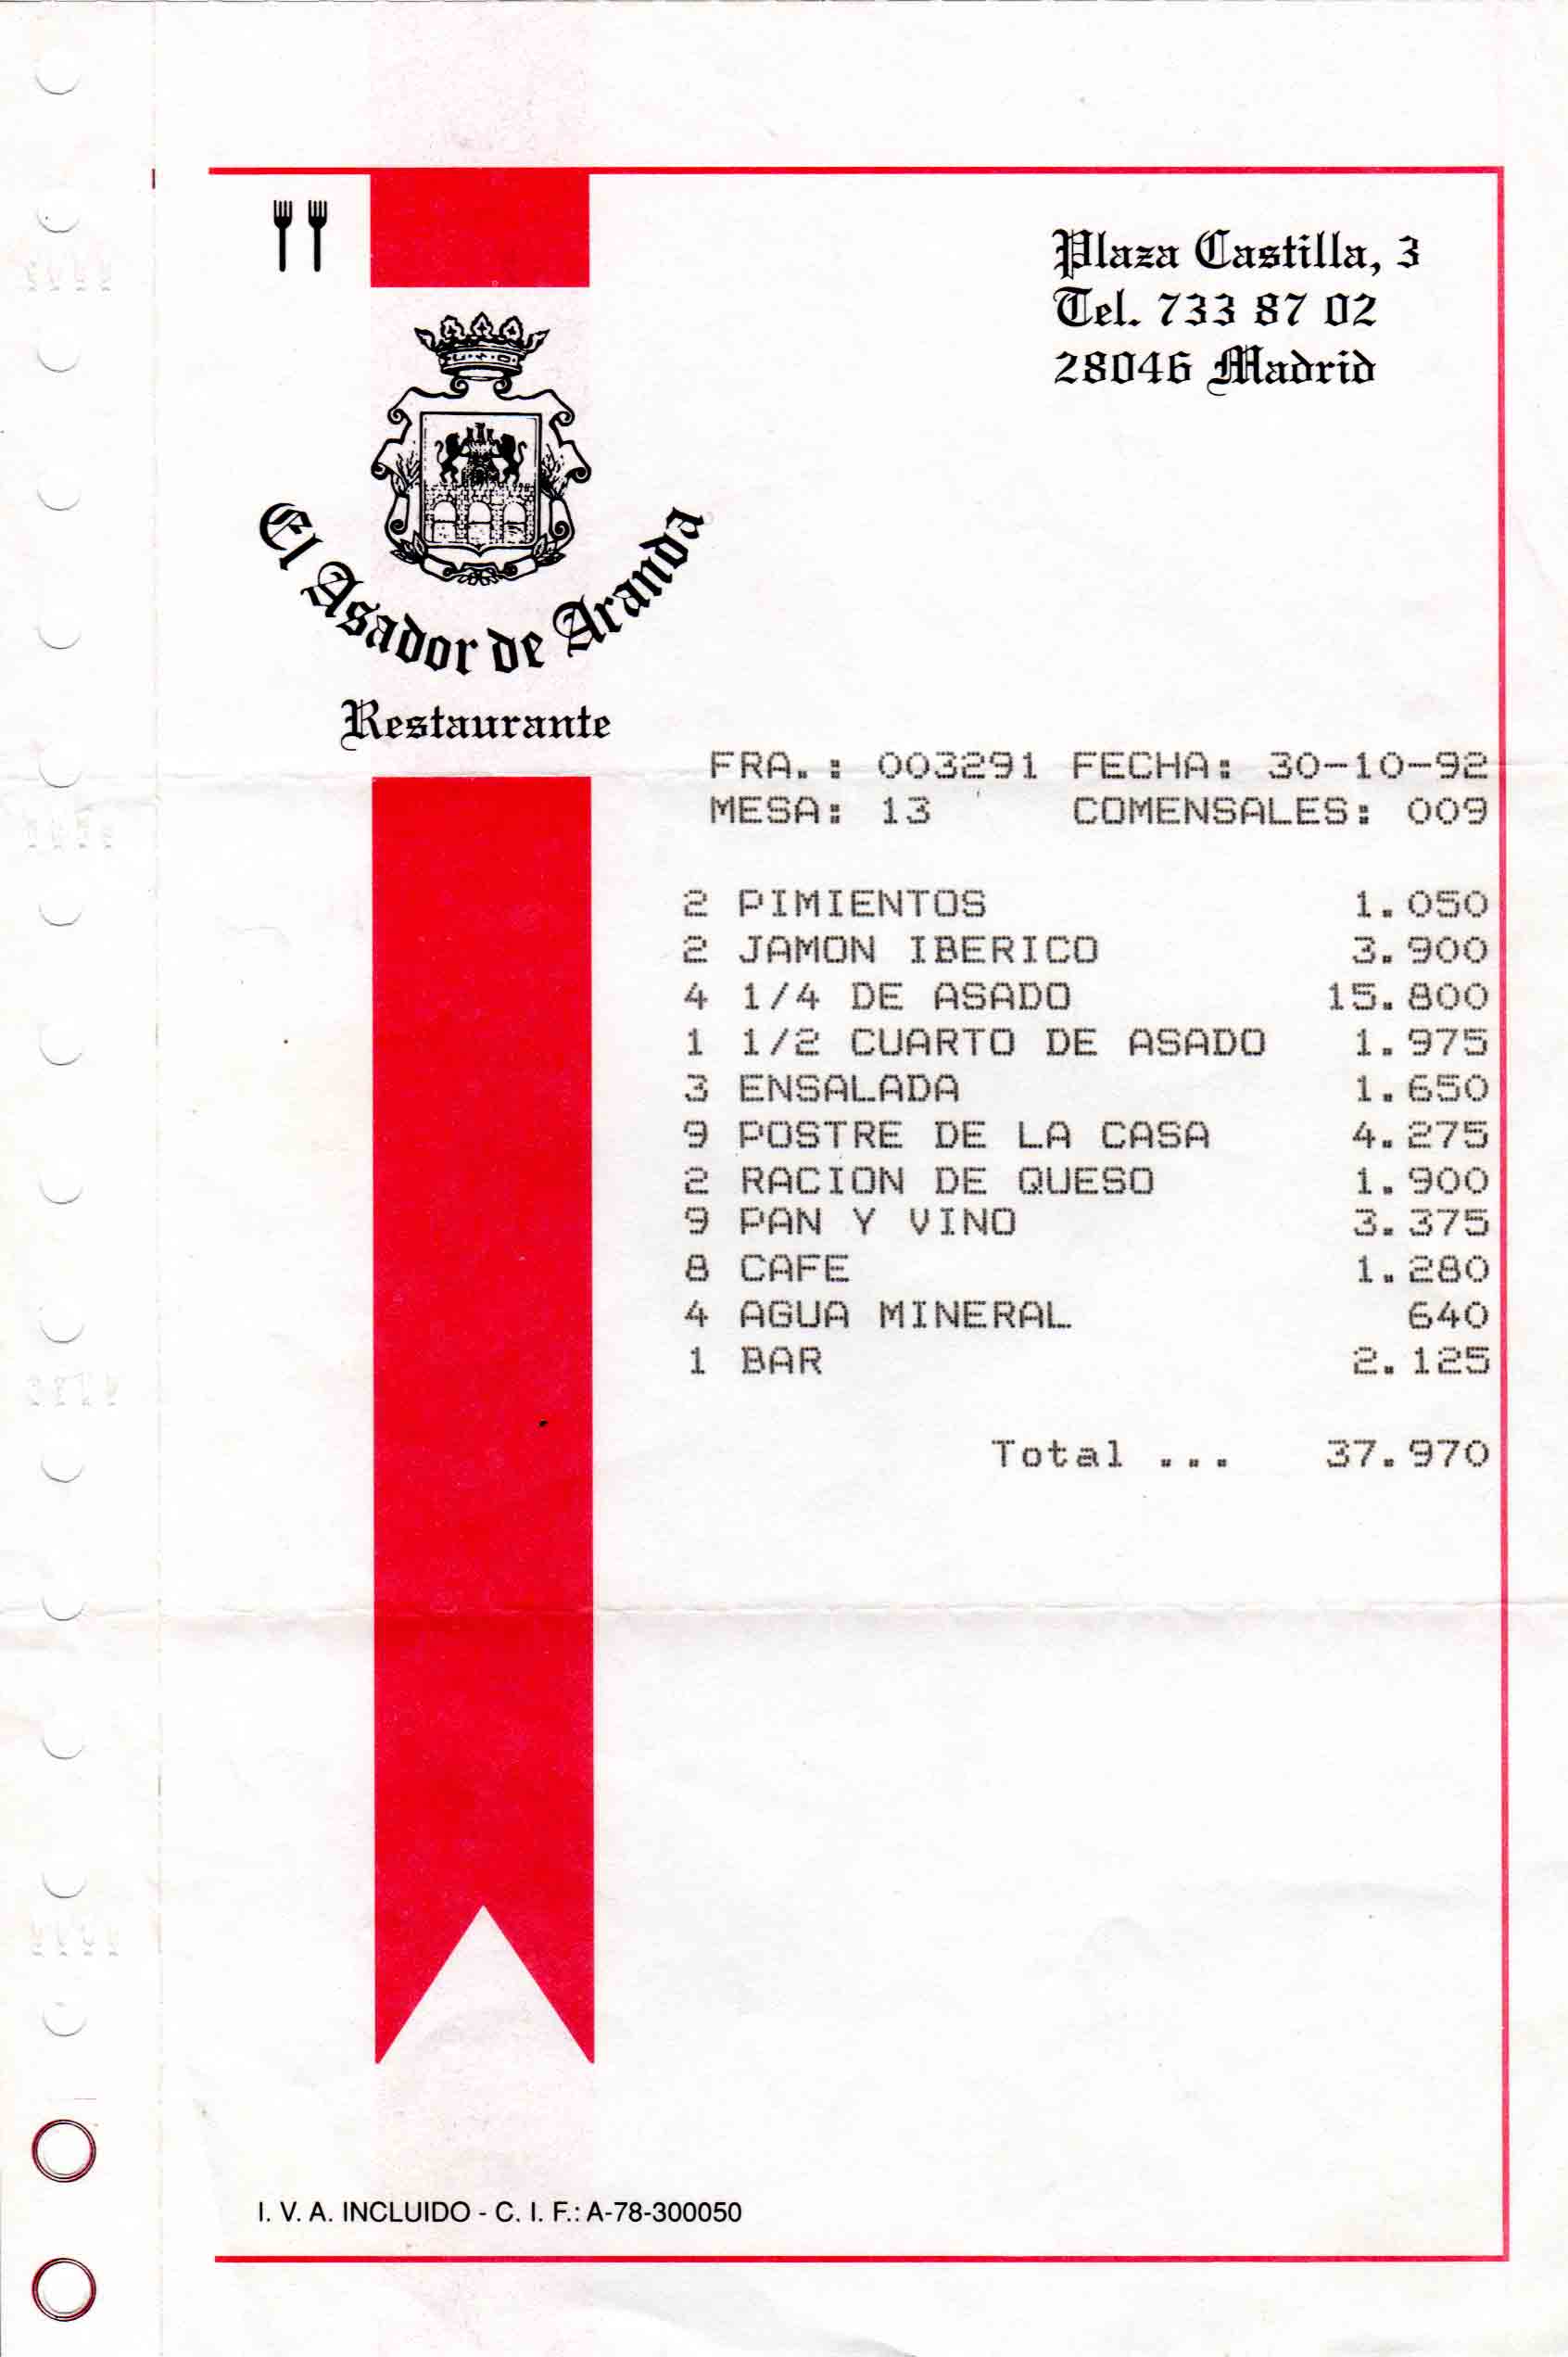 Plaza Castilla, 3
Tel. 733 87 02
28046 Madrid
El Asador de Aranda
Restaurante
FRA.: 003291 FECHA: 30-10-92
MESA: 13 COMENSALES: 009
2 PIMIENTOS 1.050
2 JAMON IBERICO 3.900
4 1/4 DE ASADO 15.800
1 1/2 CUARTO DE ASADO 1.975
3 ENSALADA 1.650
9 POSTRE DE LA CASA 4.275
2 RACION DE QUESO 1.900
9 PAN Y VINO 3.375
8 CAFE 1.280
4 AGUA MINERAL 640
1 BAR 2.125
Total ... 37.970
I. V. A. INCLUIDO - C. I. F.: A-78-300050